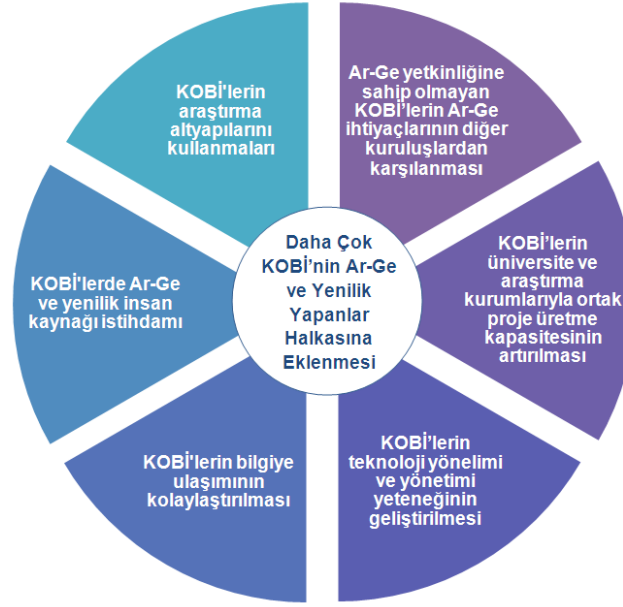 KOBİ'lerin
araştırma
altyapılarını
kullanmaları
Ar-Ge yetkinliğine
sahip olmayan
KOBİ'lerin Ar-Ge
ihtiyaçlarının diğer
kuruluşlardan
karşılanması
KOBİ'lerin
üniversite ve
araştırma
kurumlarıyla ortak
proje üretme
kapasitesinin
artırılması
KOBİ'lerin
teknoloji yönelimi
ve yönetimi
yeteneğinin
geliştirilmesi
KOBİ'lerin bilgiye
ulaşımının
kolaylaştırılması
KOBİ'lerde Ar-Ge
ve yenilik insan
kaynağı istihdamı
Daha Çok
KOBİ'nin Ar-Ge
ve Yenilik
Yapanlar
Halkasına
Eklenmesi